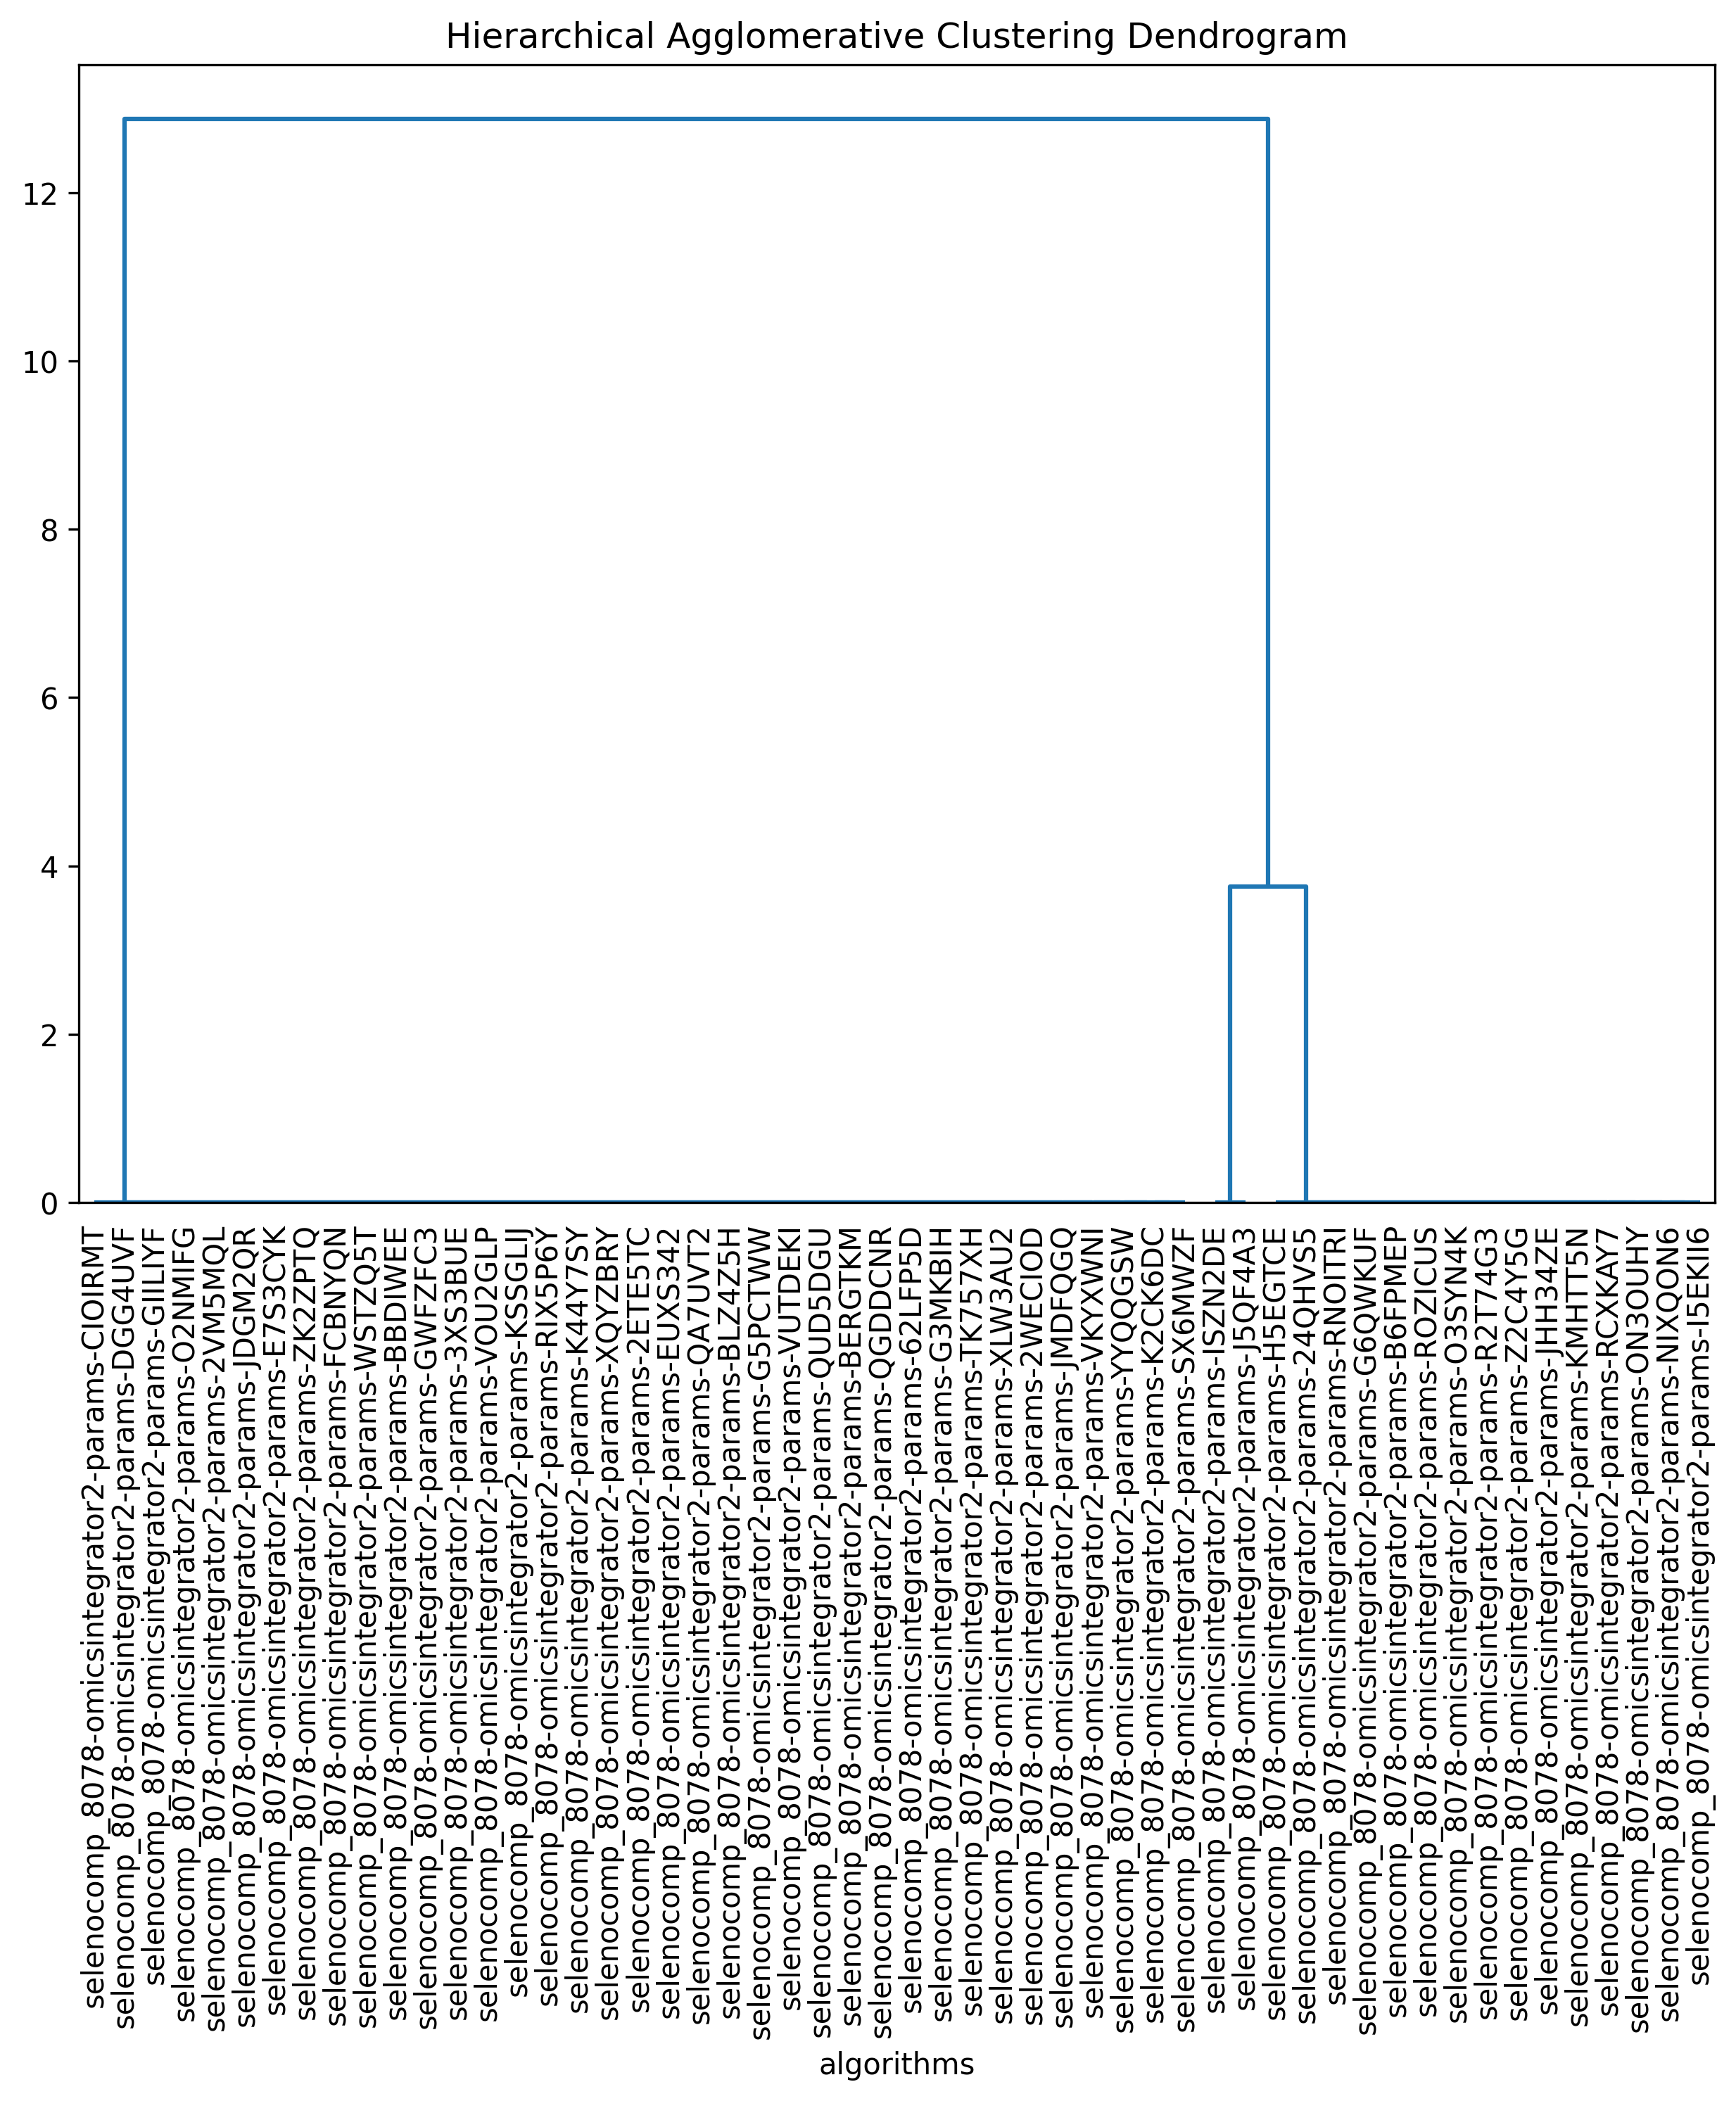 Hierarchical Agglomerative Clustering Dendrogram
12
10
8
6
4
2
0
selenocomp_8078-omicsintegrator2-params-CIOIRMT
selenocomp_8078-omicsintegrator2-params-DGG4UVF
selenocomp_8078-omicsintegrator2-params-GIILIYF
selenocomp_8078-omicsintegrator2-params-O2NMIFG
selenocomp_8078-omicsintegrator2-params-2VM5MQL
selenocomp_8078-omicsintegrator2-params-JDGM2QR
selenocomp_8078-omicsintegrator2-params-E7S3CYK
selenocomp_8078-omicsintegrator2-params-ZK2ZPTQ
selenocomp_8078-omicsintegrator2-params-FCBNYQN
selenocomp_8078-omicsintegrator2-params-WSTZQ5T
selenocomp_8078-omicsintegrator2-params-BBDIWEE
selenocomp_8078-omicsintegrator2-params-GWFZFC3
selenocomp_8078-omicsintegrator2-params-3XS3BUE
selenocomp_8078-omicsintegrator2-params-VOU2GLP
selenocomp_8078-omicsintegrator2-params-KSSGLIJ
selenocomp_8078-omicsintegrator2-params-RIX5P6Y
selenocomp_8078-omicsintegrator2-params-K44Y7SY
selenocomp_8078-omicsintegrator2-params-XQYZBRY
selenocomp_8078-omicsintegrator2-params-2ETE5TC
selenocomp_8078-omicsintegrator2-params-EUXS342
selenocomp_8078-omicsintegrator2-params-QA7UVT2
selenocomp_8078-omicsintegrator2-params-BLZ4Z5H
selenocomp_8078-omicsintegrator2-params-G5PCTWW
selenocomp_8078-omicsintegrator2-params-VUTDEKI
selenocomp_8078-omicsintegrator2-params-QUD5DGU
selenocomp_8078-omicsintegrator2-params-BERGTKM
selenocomp_8078-omicsintegrator2-params-QGDDCNR
selenocomp_8078-omicsintegrator2-params-62LFP5D
selenocomp_8078-omicsintegrator2-params-G3MKBIH
selenocomp_8078-omicsintegrator2-params-TK757XH
selenocomp_8078-omicsintegrator2-params-XLW3AU2
selenocomp_8078-omicsintegrator2-params-2WECIOD
selenocomp_8078-omicsintegrator2-params-JMDFQGQ
selenocomp_8078-omicsintegrator2-params-VKYXWNI
selenocomp_8078-omicsintegrator2-params-YYQQGSW
selenocomp_8078-omicsintegrator2-params-K2CK6DC
selenocomp_8078-omicsintegrator2-params-SX6MWZF
selenocomp_8078-omicsintegrator2-params-ISZN2DE
selenocomp_8078-omicsintegrator2-params-J5QF4A3
selenocomp_8078-omicsintegrator2-params-H5EGTCE
selenocomp_8078-omicsintegrator2-params-24QHVS5
selenocomp_8078-omicsintegrator2-params-RNOITRI
selenocomp_8078-omicsintegrator2-params-G6QWKUF
selenocomp_8078-omicsintegrator2-params-B6FPMEP
selenocomp_8078-omicsintegrator2-params-ROZICUS
selenocomp_8078-omicsintegrator2-params-O3SYN4K
selenocomp_8078-omicsintegrator2-params-R2T74G3
selenocomp_8078-omicsintegrator2-params-Z2C4Y5G
selenocomp_8078-omicsintegrator2-params-JHH34ZE
selenocomp_8078-omicsintegrator2-params-KMHTT5N
selenocomp_8078-omicsintegrator2-params-RCXKAY7
selenocomp_8078-omicsintegrator2-params-ON3OUHY
selenocomp_8078-omicsintegrator2-params-NIXQON6
selenocomp_8078-omicsintegrator2-params-I5EKII6
algorithms